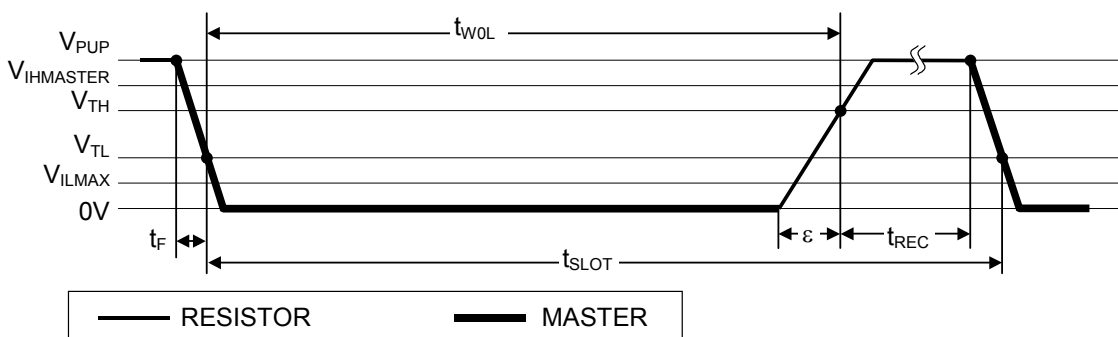 tW0L
VPUP
VIHMASTER
VTH
VTL
VILMAX
0V
tF
ε
tREC
tSLOT
RESISTOR MASTER